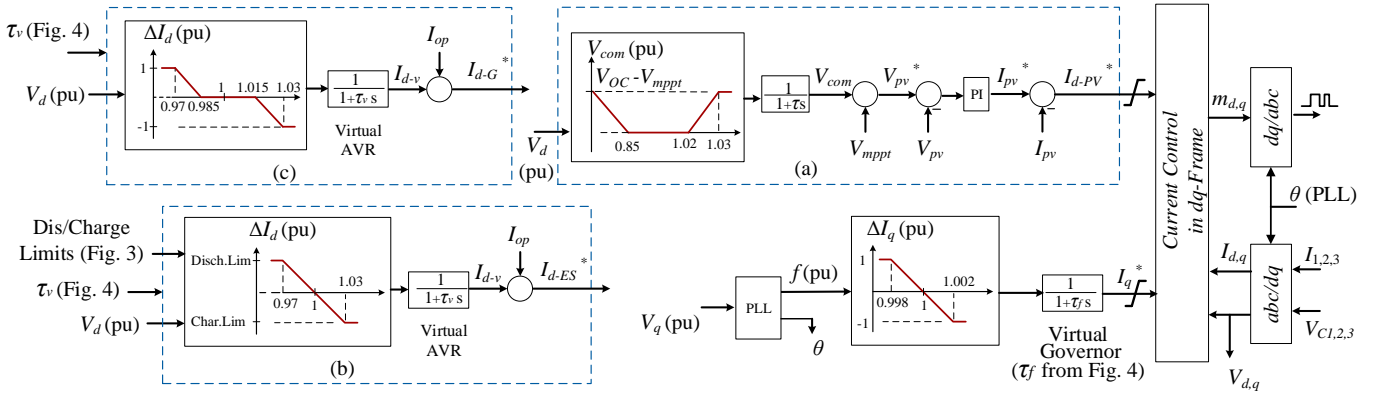 τv (Fig. 4)
Vd (pu)
ΔId (pu)
1
-1
0.97
0.985
1
1.015
1.03
1
1+τv s
Virtual
AVR
Id-v
Iop
Id-G *
(c)
Vd
(pu)
Vcom (pu)
VOC - Vmppt
0.85
1.02
1.03
1
1+τs
Vcom
Vmppt
Vpv *
Vpv
PI
Ipv *
Ipv
Id-PV *
(a)
Dis/Charge
Limits (Fig. 3)
τv (Fig. 4)
Vd (pu)
ΔId (pu)
Disch.Lim
Char.Lim
0.97
1
1.03
1
1+τv s
Virtual
AVR
Id-v
Iop
Id-ES *
(b)
Vq (pu)
PLL
f (pu)
θ
ΔIq (pu)
1
-1
0.998
1
1.002
1
1+τf s
Iq *
Virtual
Governor
(τf from Fig. 4)
Current Control
in dq-Frame
md,q
dq/abc
θ (PLL)
Id,q
abc/dq
I1,2,3
VC1,2,3
Vd,q